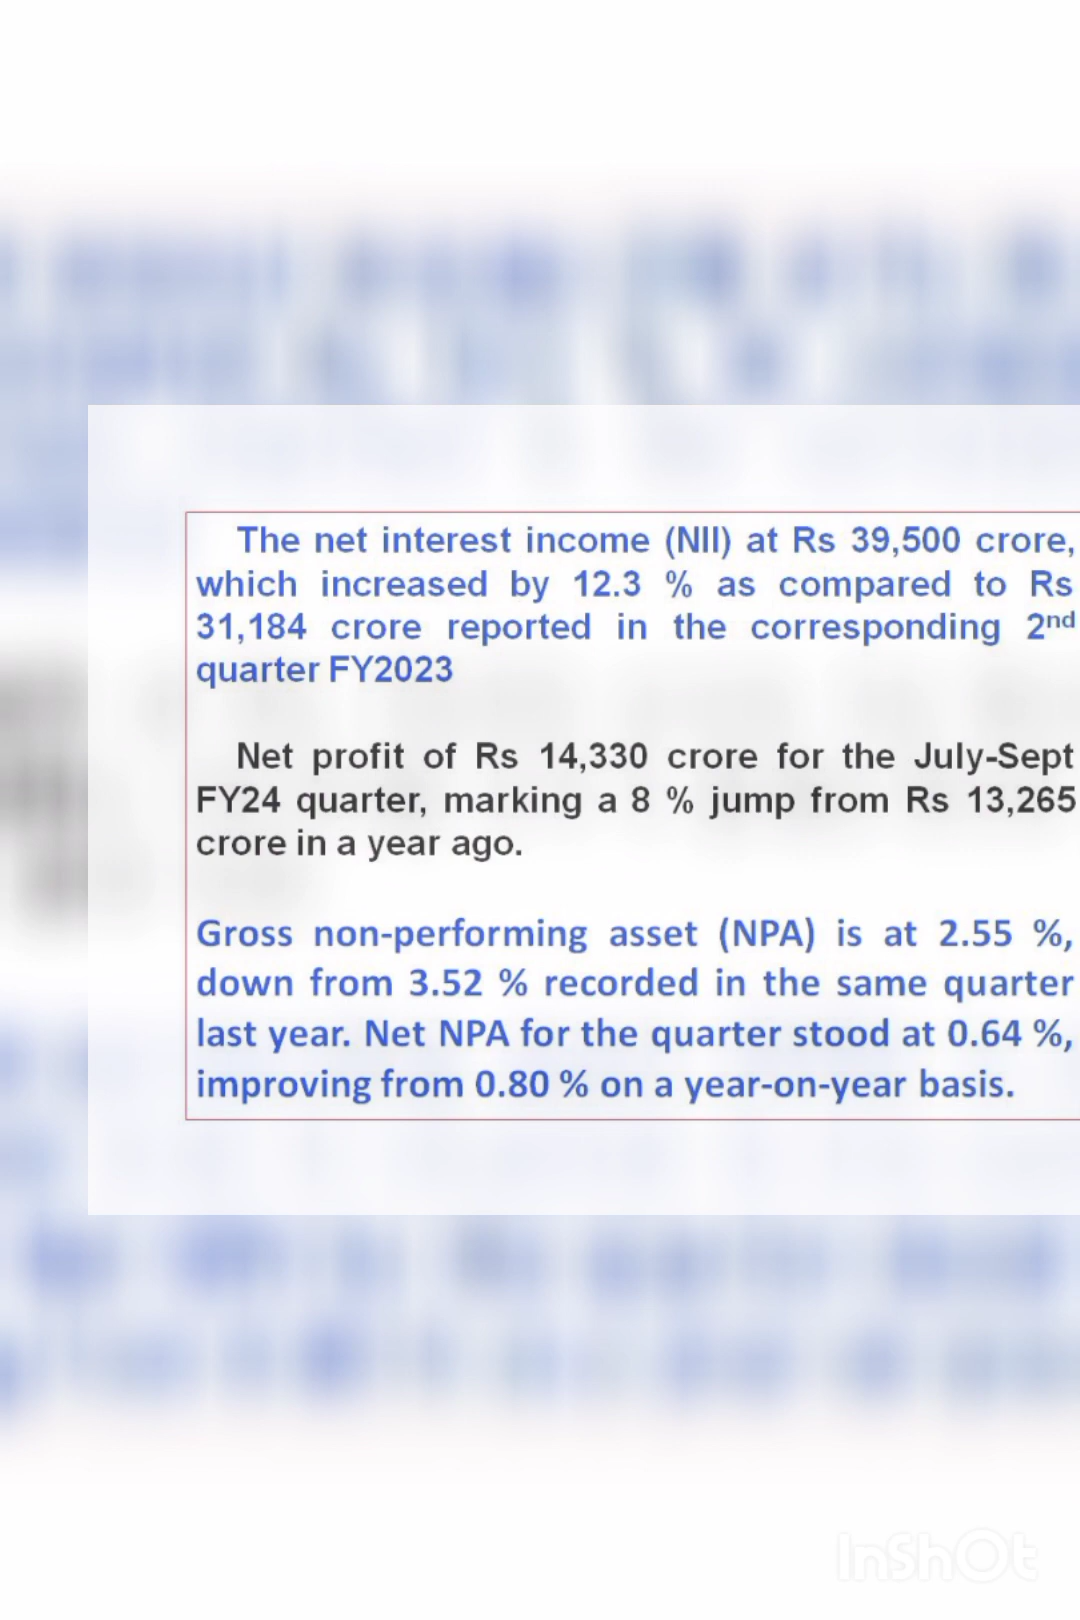 The net interest income (NII) at Rs 39,500 crore,
which increased by 12.3 % as compared to Rs
31,184 crore reported in the corresponding 2nd
quarter FY2023
Net profit of Rs 14,330 crore for the July-Sept
FY24 quarter, marking a 8 % jump from Rs 13,265
crore in a year ago.
Gross non-performing asset (NPA) is at 2.55 %,
down from 3.52 % recorded in the same quarter
last year. Net NPA for the quarter stood at 0.64 %,
improving from 0.80 % on a year-on-year basis.
InShOt